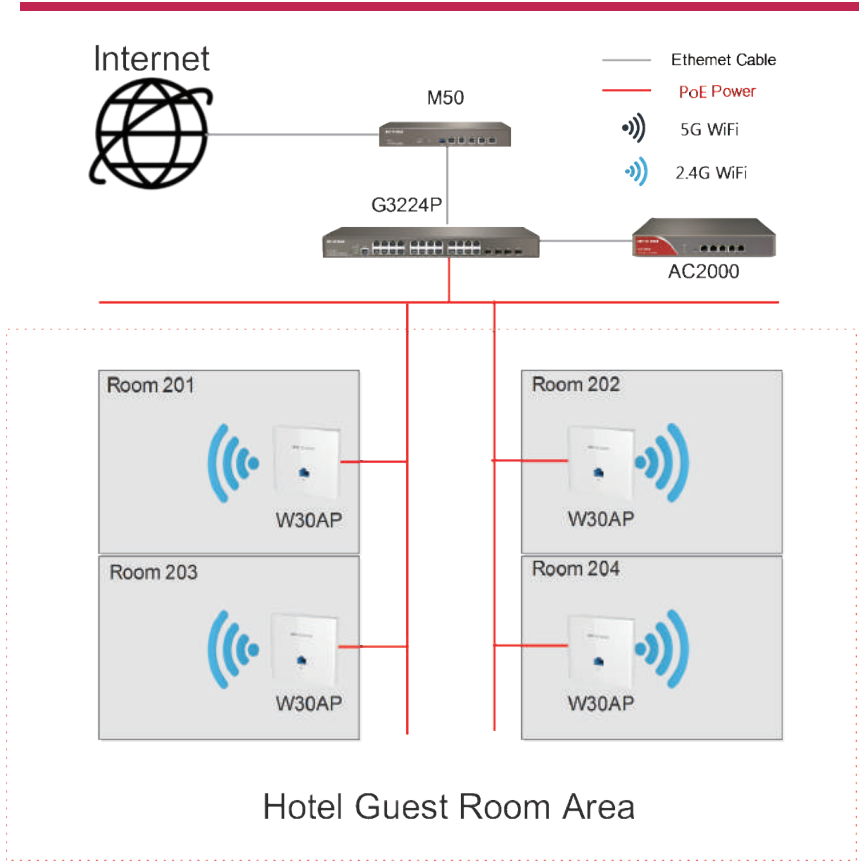 Internet
Ethernet Cable
M50
PoE Power
5G WiFi
2.4G WiFi
G3224P
AC2000
Room 201
Room 202
W30AP
W30AP
Room 203
Room 204
W30AP
W30AP
Hotel Guest Room Area